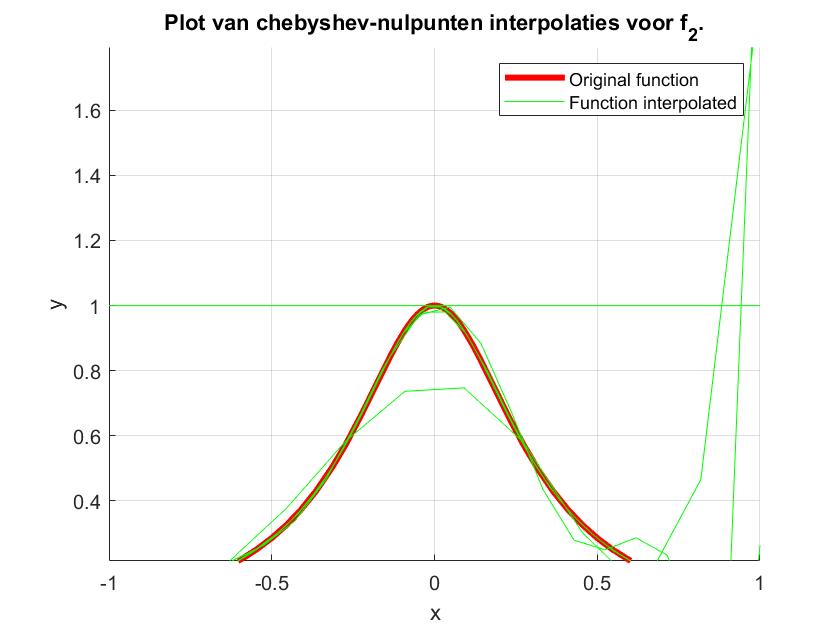 Plot van chebyshev-nulpunten interpolaties voor f2.
Original function
Function interpolated
1.6
1.4
1.2
1
0.8
0.6
0.4
y
-1 -0.5 0 0.5 1
x